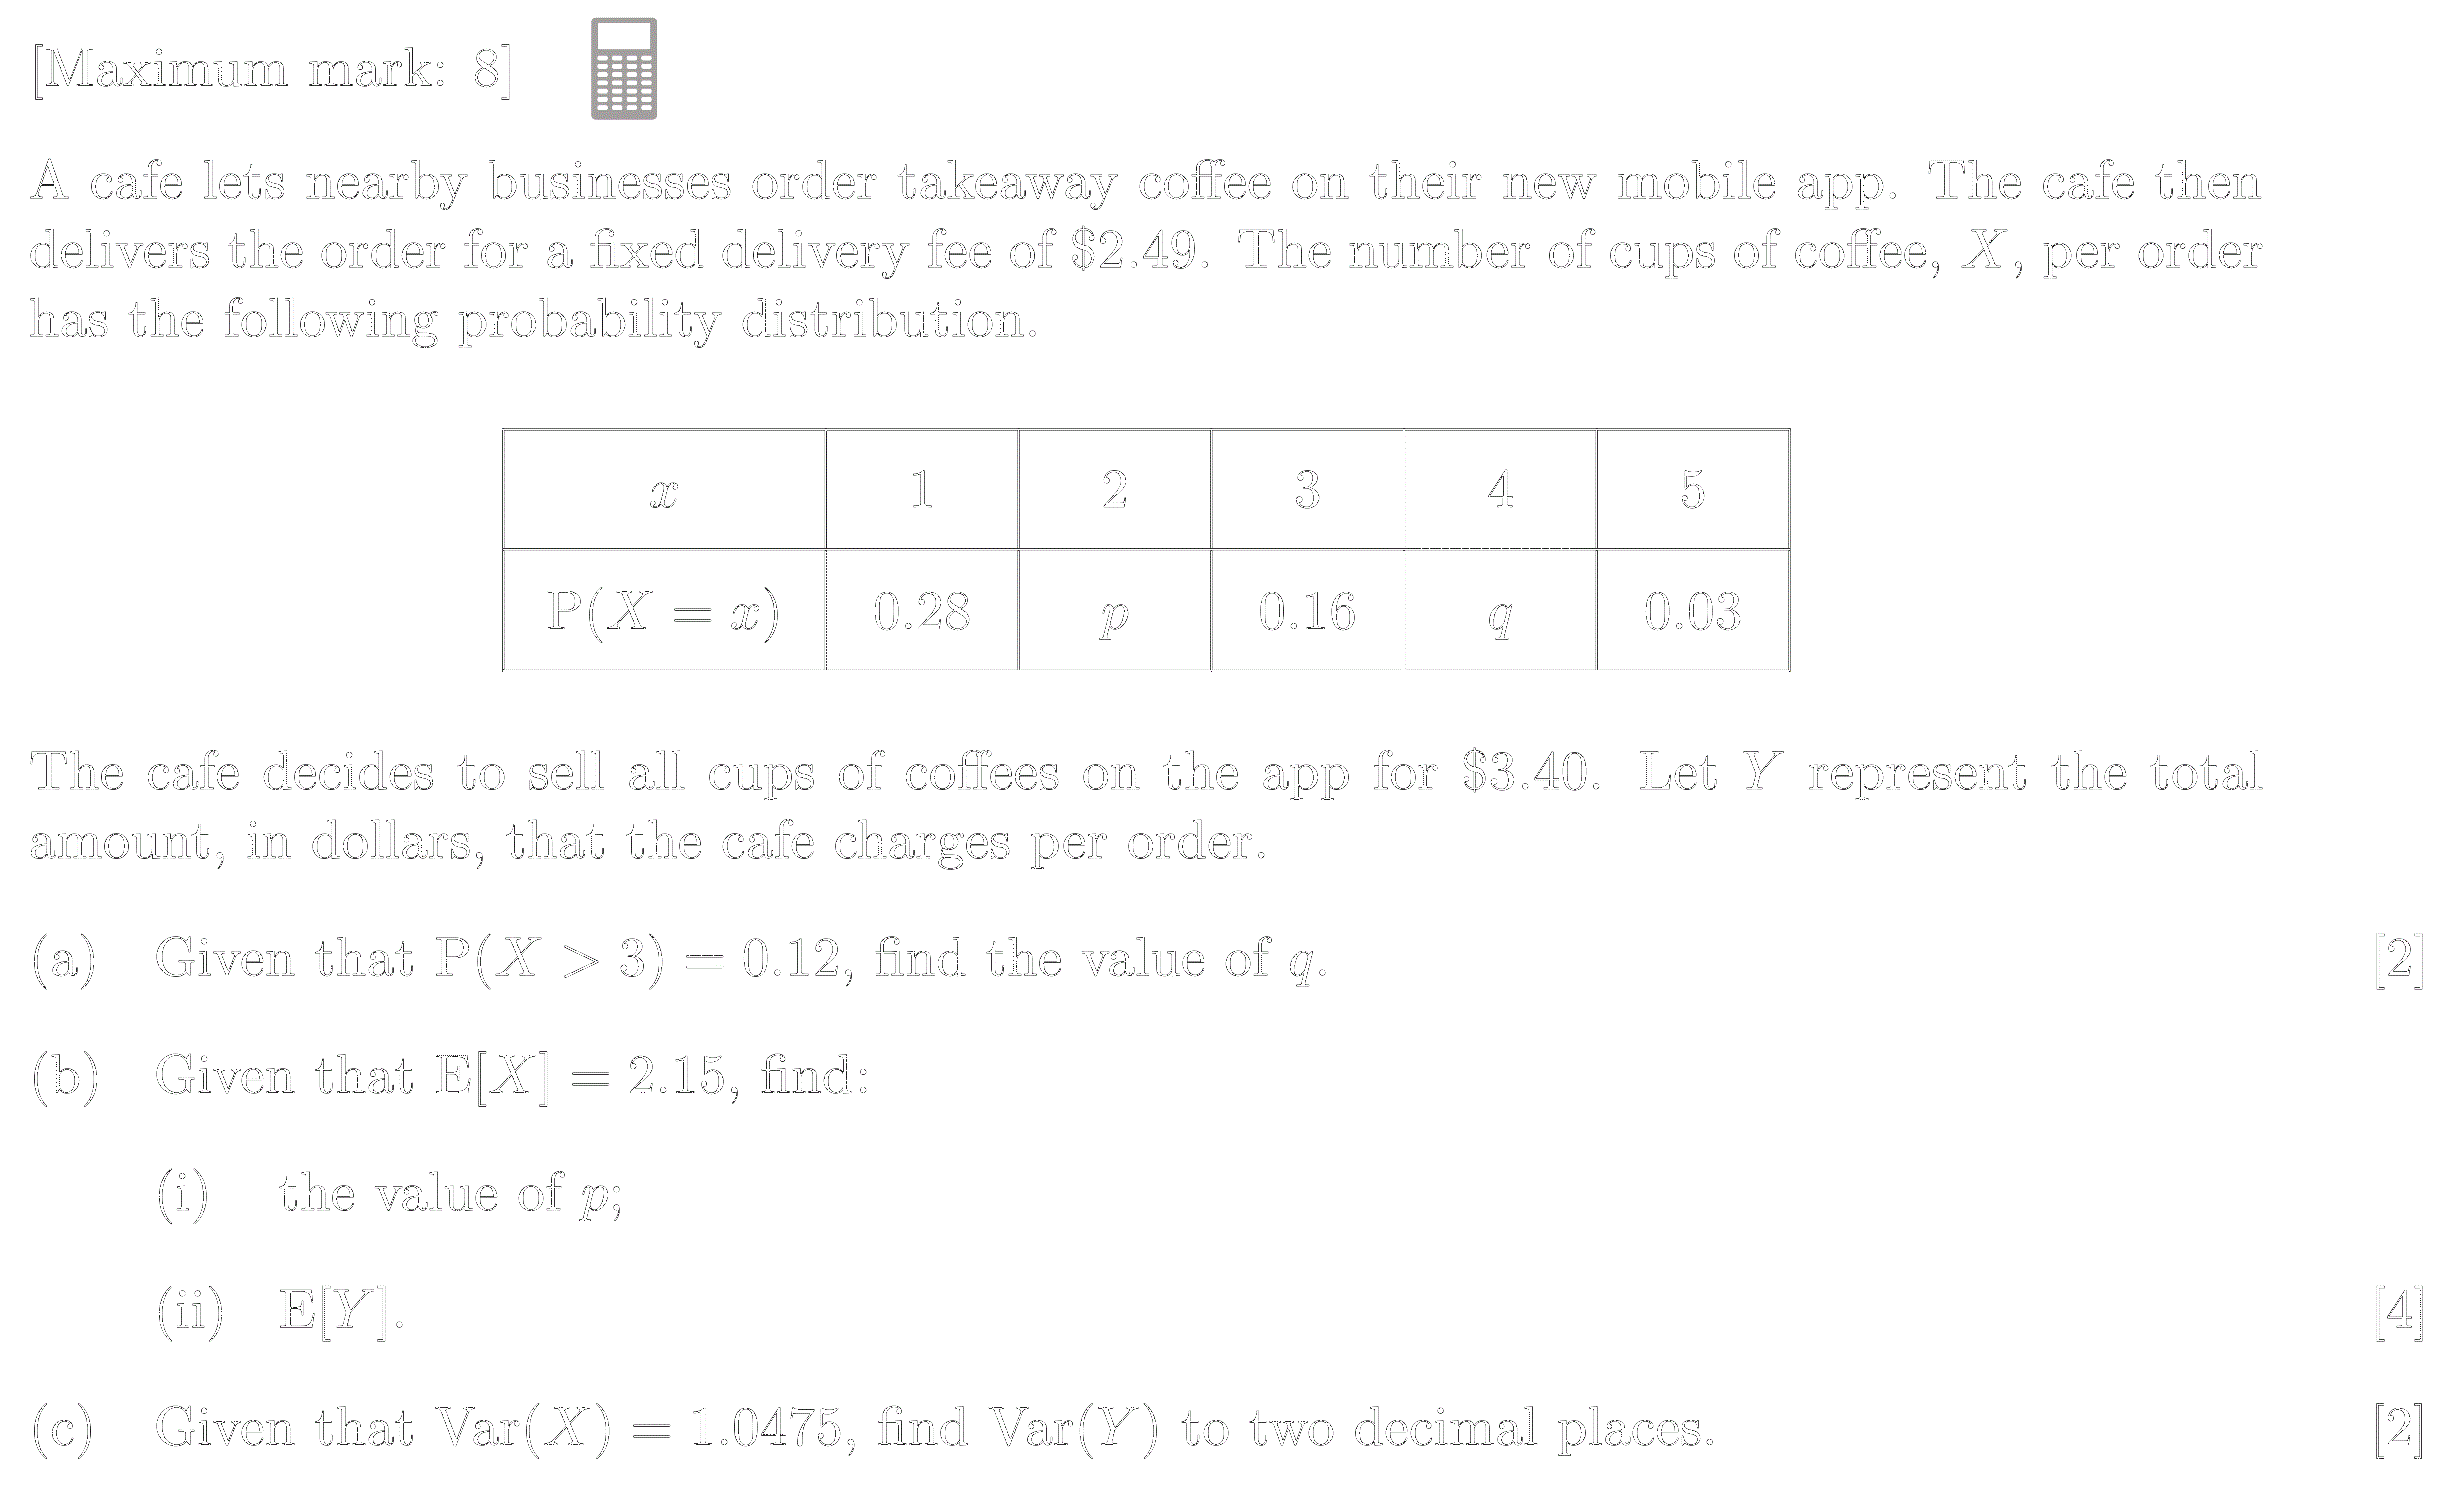 [Maximum mark: 8]
A cafe lets nearby businesses order takeaway coffee on their new mobile app. The cafe then
delivers the order for a fixed delivery fee of $2.49. The number of cups of coffee, X, per order
has the following probability distribution.
x 1 2 3 4 5
P(X = x) 0.28 p 0.16 q 0.03
The cafe decides to sell all cups of coffees on the app for $3.40. Let Y represent the total
amount, in dollars, that the cafe charges per order.
(a) Given that P(X > 3) = 0.12, find the value of q. [2]
(b) Given that E[X] = 2.15, find:
(i) the value of p;
(ii) E[Y]. [4]
(c) Given that Var(X) = 1.0475, find Var(Y) to two decimal places. [2]